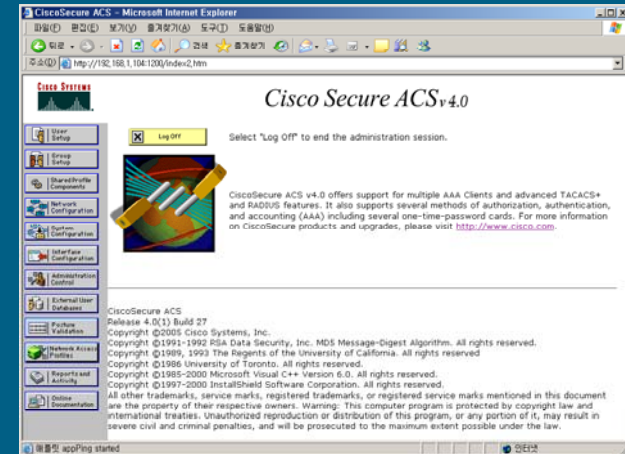 CiscoSecure ACS - Microsoft Internet Explorer
파일(F) 편집(E) 보기(V) 즐겨찾기(A) 도구(T) 도움말(H)
뒤로 검색 즐겨찾기
주소(D) http://192,168,1,104:1200/index2,htm
CISCO SYSTEMS
Cisco Secure ACS v4.0
User Setup
Group Setup
Shared Profile Components
Network Configuration
System Configuration
Interface Configuration
Administration Control
External User Databases
Posture Validation
Network Access Profiles
Reports and Activity
Online Documentation
Log Off
Select "Log Off" to end the administration session.
CiscoSecure ACS v4.0 offers support for multiple AAA Clients and advanced TACACS+
and RADIUS features. It also supports several methods of authorization, authentication,
and accounting (AAA) including several one-time-password cards. For more information
on CiscoSecure products and upgrades, please visit http://www.cisco.com.
CiscoSecure ACS
Release 4.0(1) Build 27
Copyright ©2005 Cisco Systems, Inc.
Copyright ©1991-1992 RSA Data Security, Inc. MD5 Message-Digest Algorithm. All rights reserved
Copyright ©1989, 1993 The Regents of the University of California. All rights reserved
Copyright ©1986 University of Toronto. All rights reserved.
Copyright ©1985-2000 Microsoft Visual C++ Version 6.0. All rights reserved.
Copyright ©1997-2000 InstallShield Software Corporation. All rights reserved.
All other trademarks, service marks, registered trademarks, or registered service marks mentioned in this document
are the property of their respective owners. Warning: This computer program is protected by copyright law and
international treaties. Unauthorized reproduction or distribution of this program, or any portion of it, may result in
severe civil and criminal penalties, and will be prosecuted to the maximum extent possible under the law.
애플릿 appPing started
인터넷